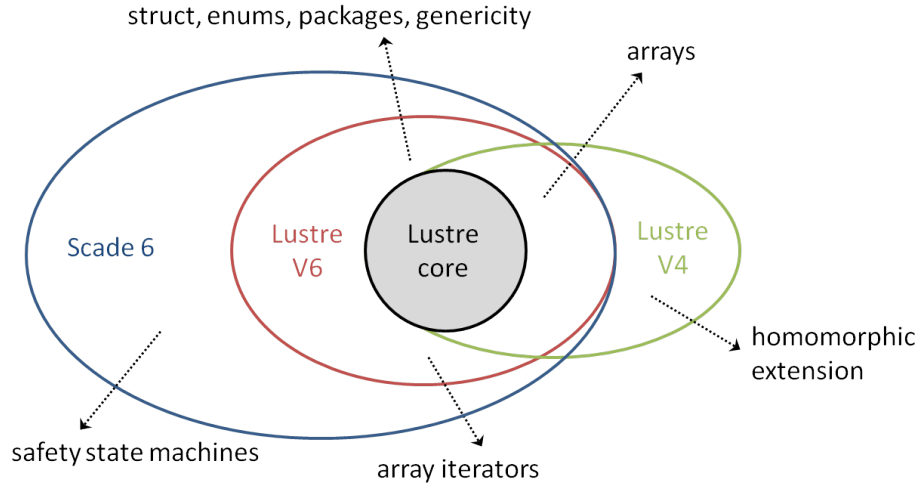 struct, enums, packages, genericity
arrays
Scade 6
Lustre
V6
Lustre
core
Lustre
V4
homomorphic
extension
safety state machines
array iterators